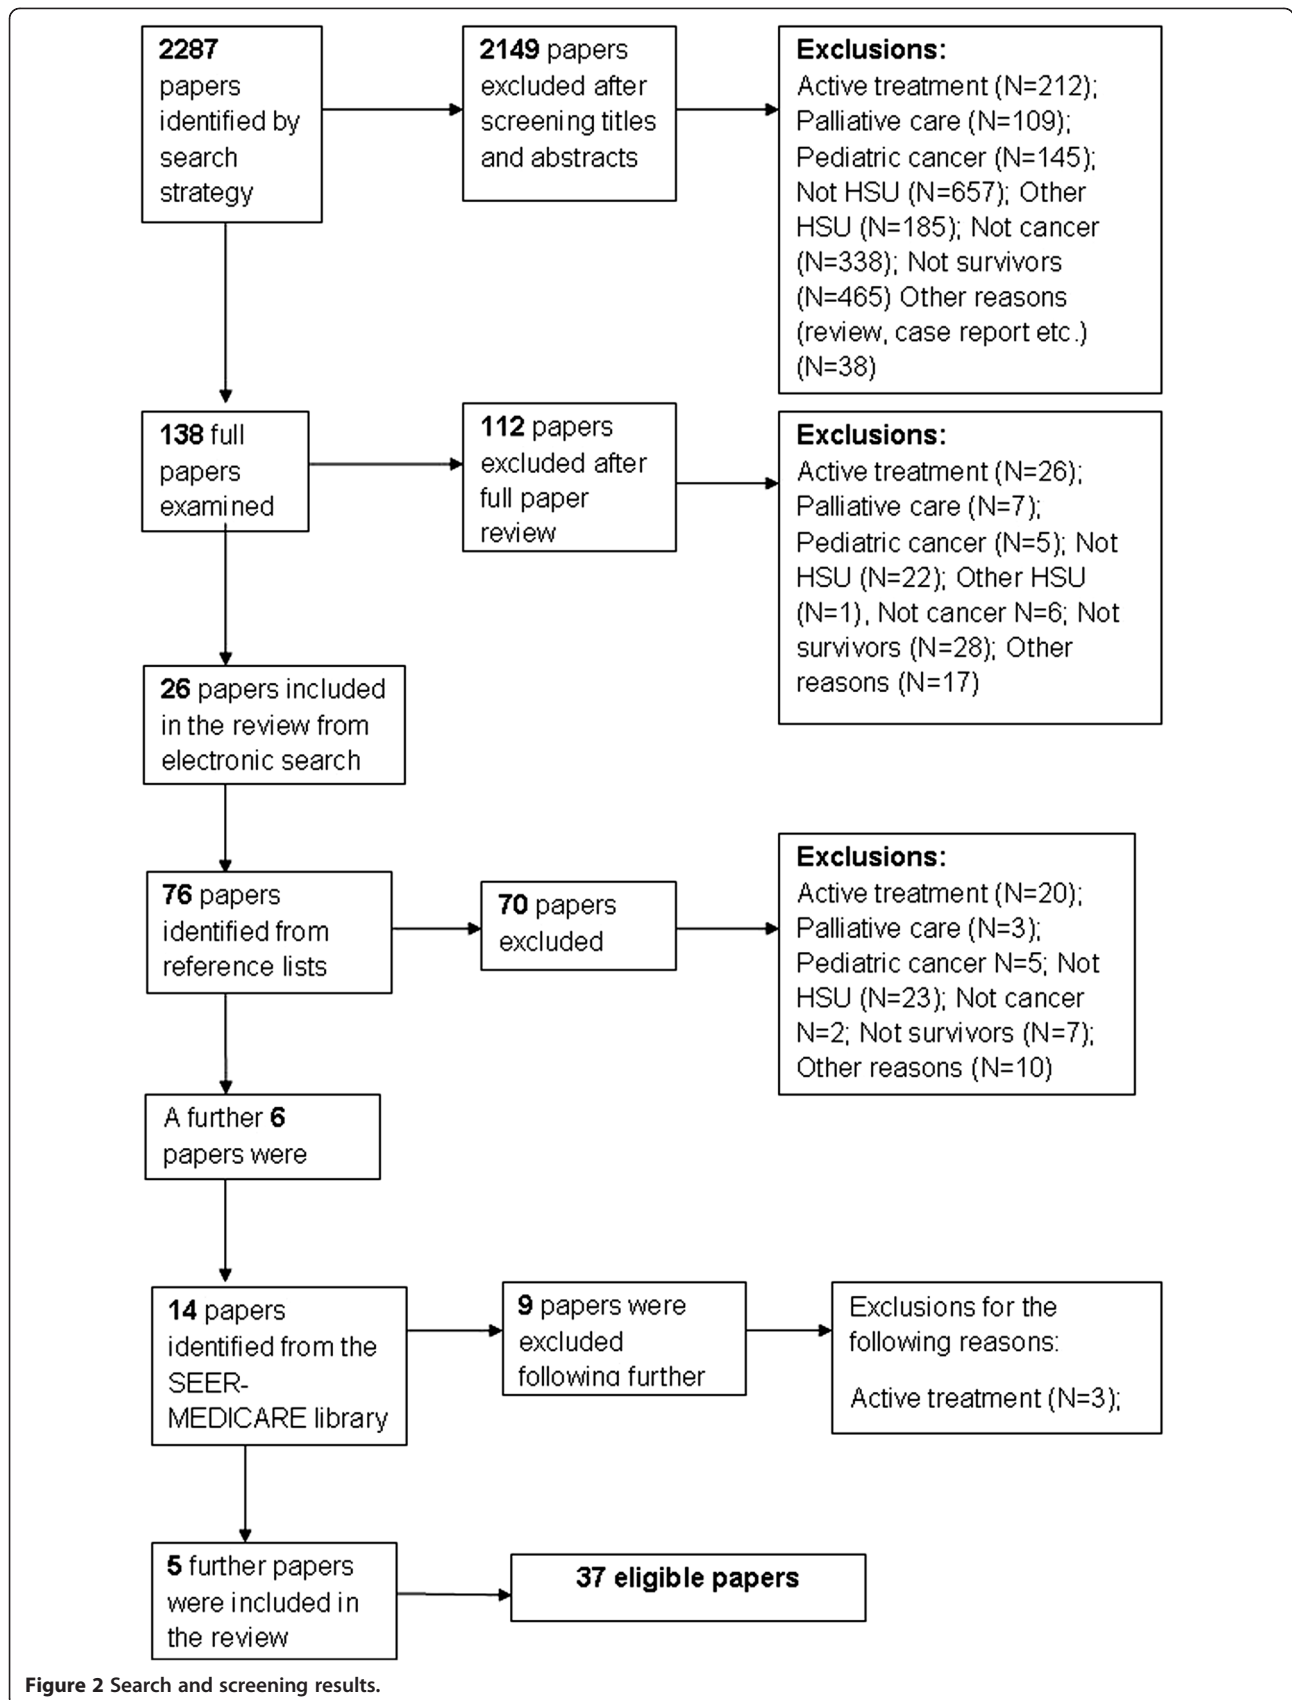 2287
papers
identified by
search
strategy
2149 papers
excluded after
screening titles
and abstracts
Exclusions:
Active treatment (N=212);
Palliative care (N=109);
Pediatric cancer (N=145);
Not HSU (N=657); Other
HSU (N=185); Not cancer
(N=338); Not survivors
(N=465) Other reasons
(review, case report etc.)
(N=38)
138 full
papers
examined
112 papers
excluded after
full paper
review
Exclusions:
Active treatment (N=26);
Palliative care (N=7);
Pediatric cancer (N=5); Not
HSU (N=22); Other HSU
(N=1), Not cancer N=6; Not
survivors (N=28); Other
reasons (N=17)
26 papers included
in the review from
electronic search
76 papers
identified from
reference lists
70 papers
excluded
Exclusions:
Active treatment (N=20);
Palliative care (N=3);
Pediatric cancer N=5; Not
HSU (N=23); Not cancer
N=2; Not survivors (N=7);
Other reasons (N=10)
A further 6
papers were
14 papers
identified from the
SEER-
MEDICARE library
9 papers were
excluded
following further
Exclusions for the
following reasons:
Active treatment (N=3);
5 further papers
were included in
the review
37 eligible papers
Figure 2 Search and screening results.